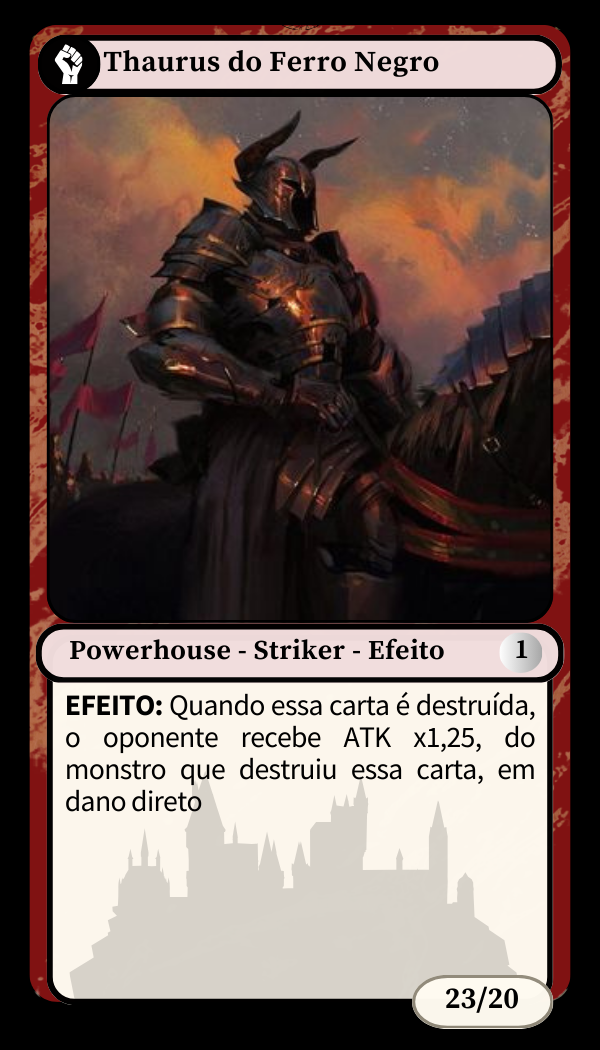 Thaurus do Ferro Negro
Powerhouse - Striker - Efeito 1
EFEITO: Quando essa carta é destruída,
o oponente recebe ATK x1,25, do
monstro que destruiu essa carta, em
dano direto
23/20